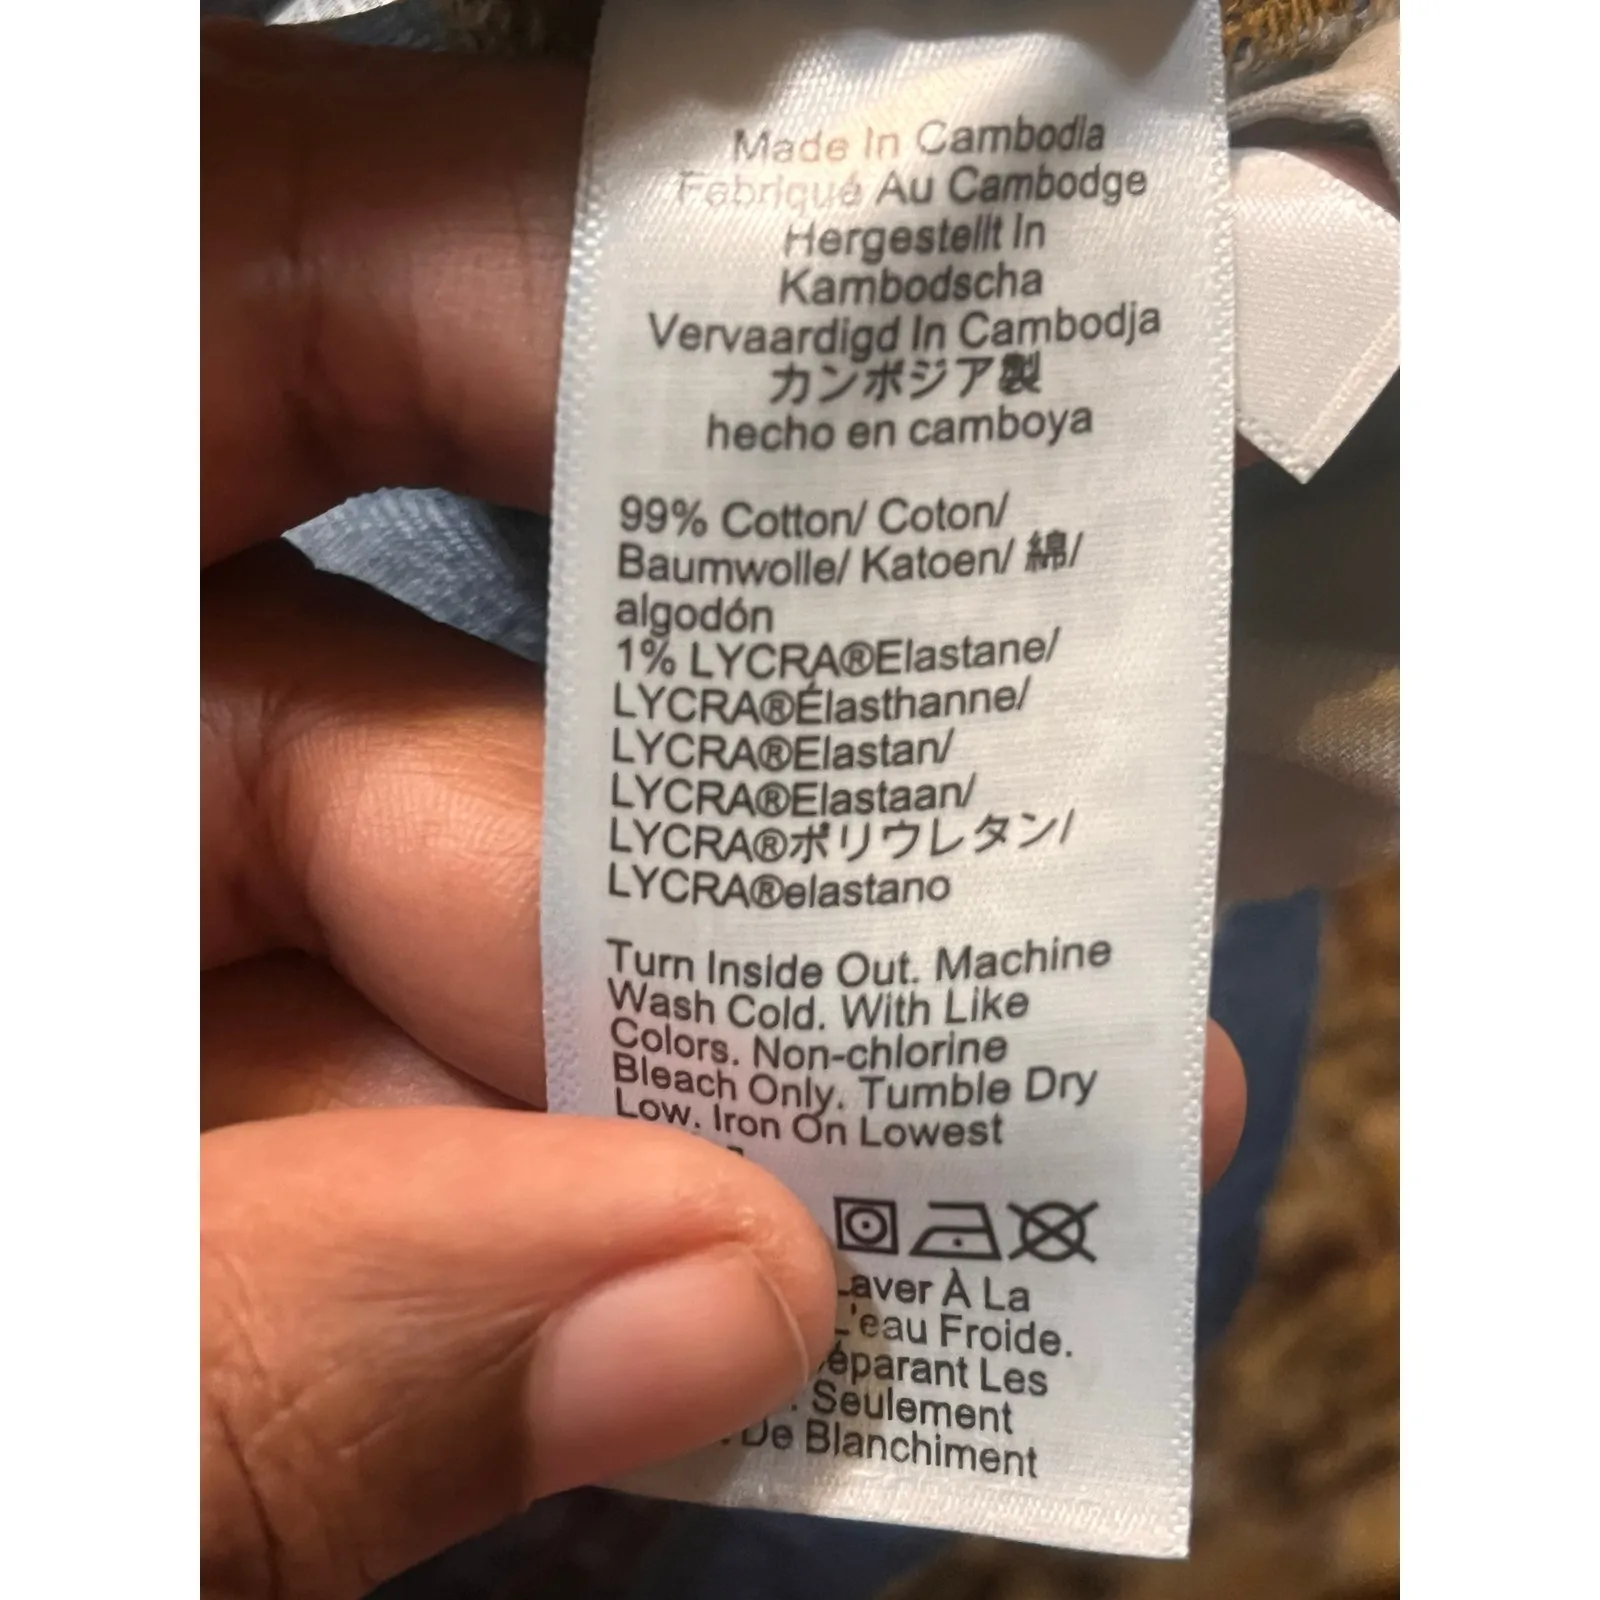 Made In Cambodia
Fabriqué Au Cambodge
Hergestellt In
Kambodscha
Vervaardigd In Cambodja
カンボジア製
hecho en camboya
99% Cotton/ Coton/
Baumwolle/ Katoen/ 綿/
algodón
1% LYCRA®Elastane/
LYCRA®Élasthanne/
LYCRA®Elastan/
LYCRA®Elastaan/
LYCRA®ポリウレタン/
LYCRA®elastano
Turn Inside Out. Machine
Wash Cold. With Like
Colors. Non-chlorine
Bleach Only. Tumble Dry
Low. Iron On Lowest
À La
L'eau Froide.
Les
Seulement
De Blanchiment